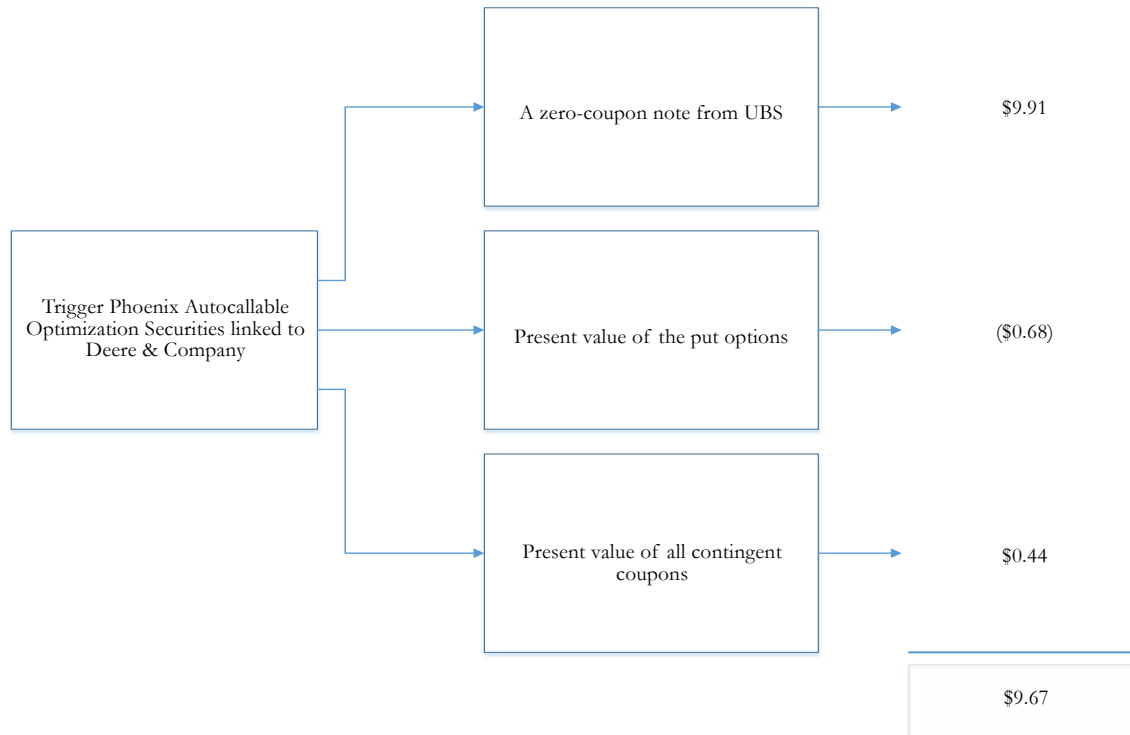 A zero-coupon note from UBS
$9.91
Trigger Phoenix Autocallable
Optimization Securities linked to
Deere & Company
Present value of the put options
($0.68)
Present value of all contingent
coupons
$0.44
$9.67